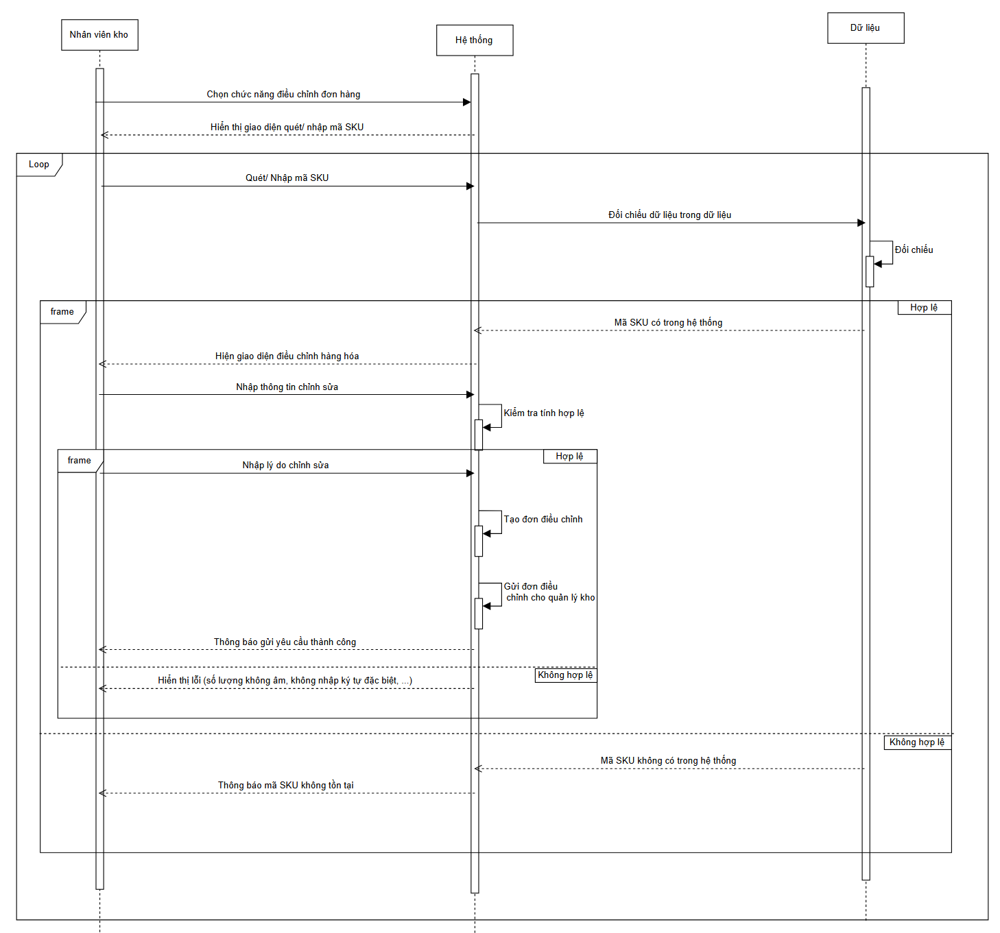 Nhân viên kho
Hệ thống
Dữ liệu
Chọn chức năng điều chỉnh đơn hàng
Hiển thị giao diện quét/ nhập mã SKU
Loop
Quét/ Nhập mã SKU
Đối chiếu dữ liệu trong dữ liệu
Đối chiếu
frame
Hợp lệ
Mã SKU có trong hệ thống
Hiện giao diện điều chỉnh hàng hóa
Nhập thông tin chỉnh sửa
Kiểm tra tính hợp lệ
frame
Hợp lệ
Nhập lý do chỉnh sửa
Tạo đơn điều chỉnh
Gửi đơn điều
chỉnh cho quản lý kho
Thông báo gửi yêu cầu thành công
Không hợp lệ
Hiển thị lỗi (số lượng không âm, không nhập ký tự đặc biệt, ...)
Không hợp lệ
Mã SKU không có trong hệ thống
Thông báo mã SKU không tồn tại